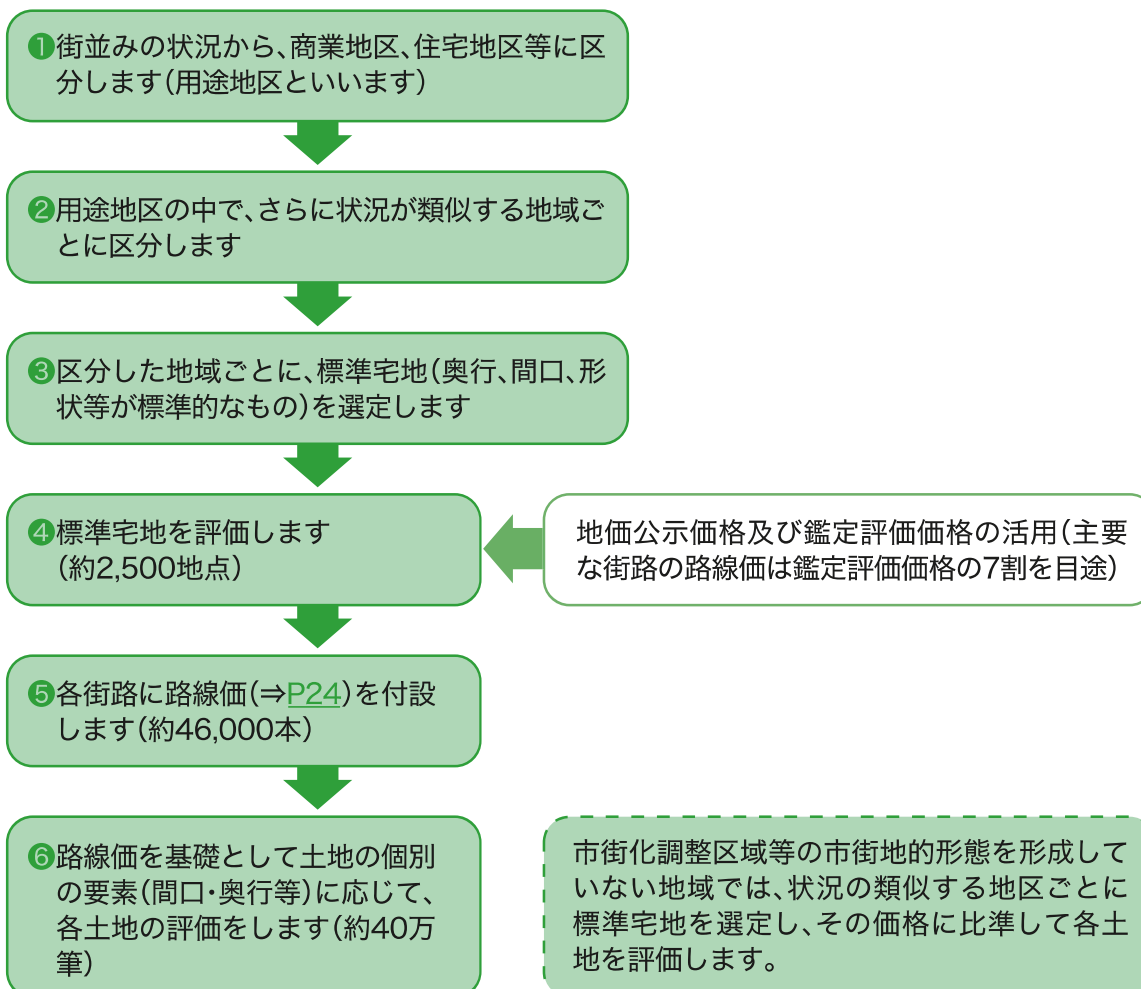 ❶街並みの状況から、商業地区、住宅地区等に区
分します（用途地区といいます）
❷用途地区の中で、さらに状況が類似する地域ご
とに区分します
❸区分した地域ごとに、標準宅地（奥行、間口、形
状等が標準的なもの）を選定します
❹標準宅地を評価します
（約2,500地点）
地価公示価格及び鑑定評価価格の活用（主要
な街路の路線価は鑑定評価価格の7割を目途）
❺各街路に路線価（⇒P24）を付設
します（約46,000本）
❻路線価を基礎として土地の個別
の要素（間口・奥行等）に応じて、
各土地の評価をします（約40万
筆）
市街化調整区域等の市街地的形態を形成して
いない地域では、状況の類似する地区ごとに
標準宅地を選定し、その価格に比準して各土
地を評価します。